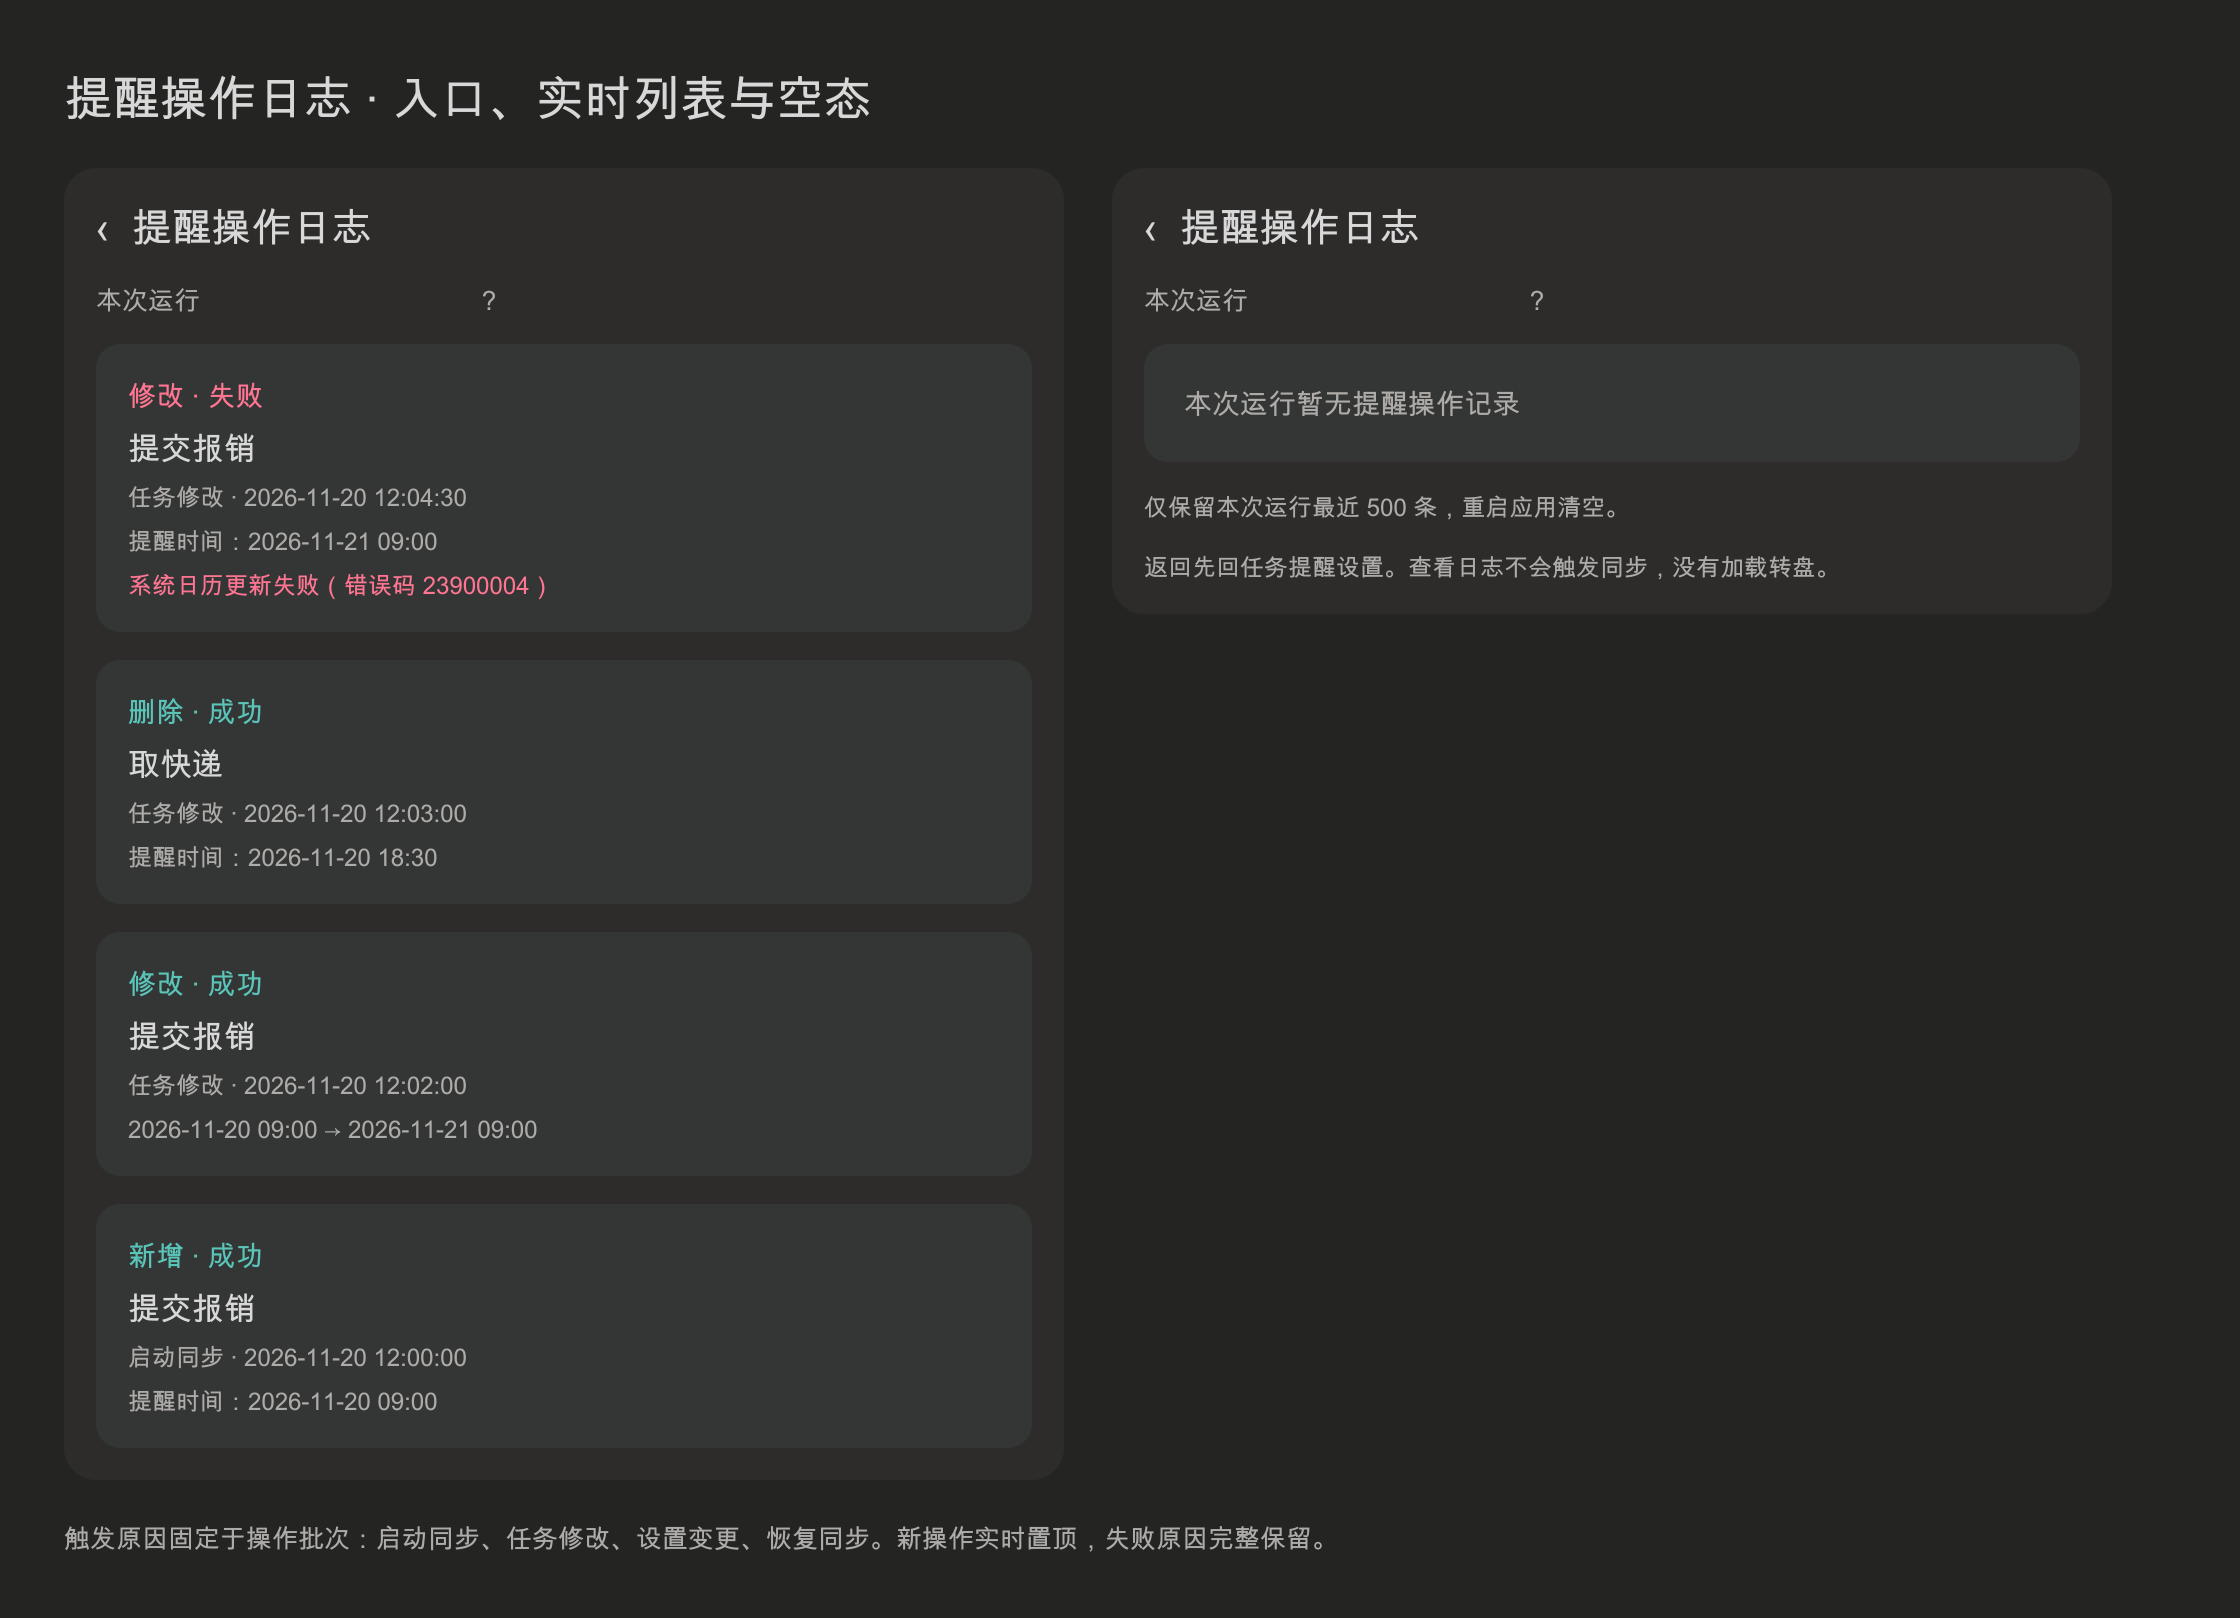 提醒操作日志 · 入口、实时列表与空态
‹ 提醒操作日志
本次运行 ?
修改 · 失败
提交报销
任务修改 · 2026-11-20 12:04:30
提醒时间：2026-11-21 09:00
系统日历更新失败（错误码 23900004）
删除 · 成功
取快递
任务修改 · 2026-11-20 12:03:00
提醒时间：2026-11-20 18:30
修改 · 成功
提交报销
任务修改 · 2026-11-20 12:02:00
2026-11-20 09:00 → 2026-11-21 09:00
新增 · 成功
提交报销
启动同步 · 2026-11-20 12:00:00
提醒时间：2026-11-20 09:00
‹ 提醒操作日志
本次运行 ?
本次运行暂无提醒操作记录
仅保留本次运行最近 500 条，重启应用清空。
返回先回任务提醒设置。查看日志不会触发同步，没有加载转盘。
触发原因固定于操作批次：启动同步、任务修改、设置变更、恢复同步。新操作实时置顶，失败原因完整保留。